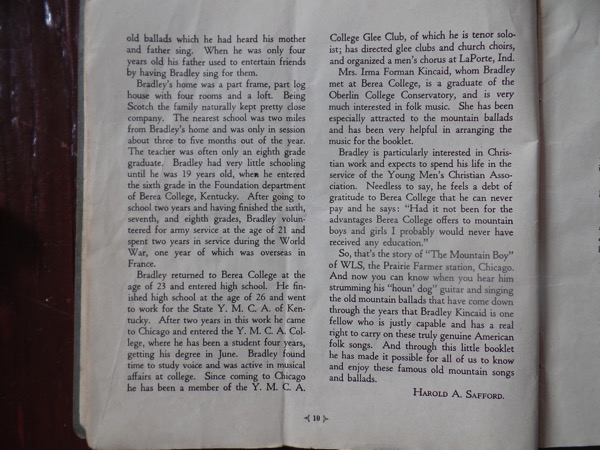 old ballads which he had heard his mother
and father sing. When he was only four
years old his father used to entertain friends
by having Bradley sing for them.
Bradley's home was a part frame, part log
house with four rooms and a loft. Being
Scotch the family naturally kept pretty close
company. The nearest school was two miles
from Bradley's home and was only in session
about three to five months out of the year.
The teacher was often only an eighth grade
graduate. Bradley had very little schooling
until he was 19 years old, when he entered
the sixth grade in the Foundation department
of Berea College, Kentucky. After going to
school two years and having finished the sixth,
seventh, and eighth grades, Bradley volun-
teered for army service at the age of 21 and
spent two years in service during the World
War, one year of which was overseas in
France.
Bradley returned to Berea College at the
age of 23 and entered high school. He fin-
ished high school at the age of 26 and went
to work for the State Y. M. C. A. of Ken-
tucky. After two years in this work he came
to Chicago and entered the Y. M. C. A. Col-
lege, where he has been a student four years,
getting his degree in June. Bradley found
time to study voice and was active in musical
affairs at college. Since coming to Chicago
he has been a member of the Y. M. C. A.
College Glee Club, of which he is tenor solo-
ist; has directed glee clubs and church choirs,
and organized a men's chorus at LaPorte, Ind.
Mrs. Irma Forman Kincaid, whom Bradley
met at Berea College, is a graduate of the
Oberlin College Conservatory, and is very
much interested in folk music. She has been
especially attracted to the mountain ballads
and has been very helpful in arranging the
music for the booklet.
Bradley is particularly interested in Chris-
tian work and expects to spend his life in the
service of the Young Men's Christian Asso-
ciation. Needless to say, he feels a debt of
gratitude to Berea College that he can never
pay and he says: "Had it not been for the
advantages Berea College offers to mountain
boys and girls I probably would never have
received any education."
So, that's the story of "The Mountain Boy"
of WLS, the Prairie Farmer station, Chicago.
And now you can know when you hear him
strumming his "houn' dog" guitar and singing
the old mountain ballads that have come down
through the years that Bradley Kincaid is one
fellow who is justly capable and has a real
right to carry on these truly genuine American
folk songs. And through this little booklet
he has made it possible for all of us to know
and enjoy these famous old mountain songs
and ballads.
HAROLD A. SAFFORD.
10